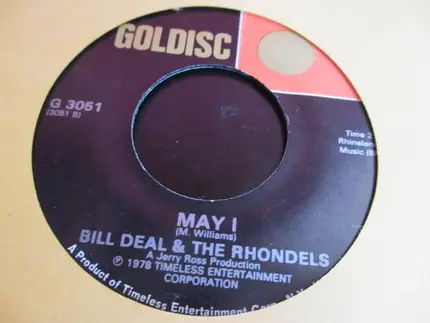 GOLDISC
G 3051
(3051 B)
Time 2
Rhinelan
Music (B
MAY I
(M. Williams)
BILL DEAL & THE RHONDELS
A Jerry Ross Production
℗ 1978 TIMELESS ENTERTAINMENT
CORPORATION
A Product of Timeless Entertainment Corp.